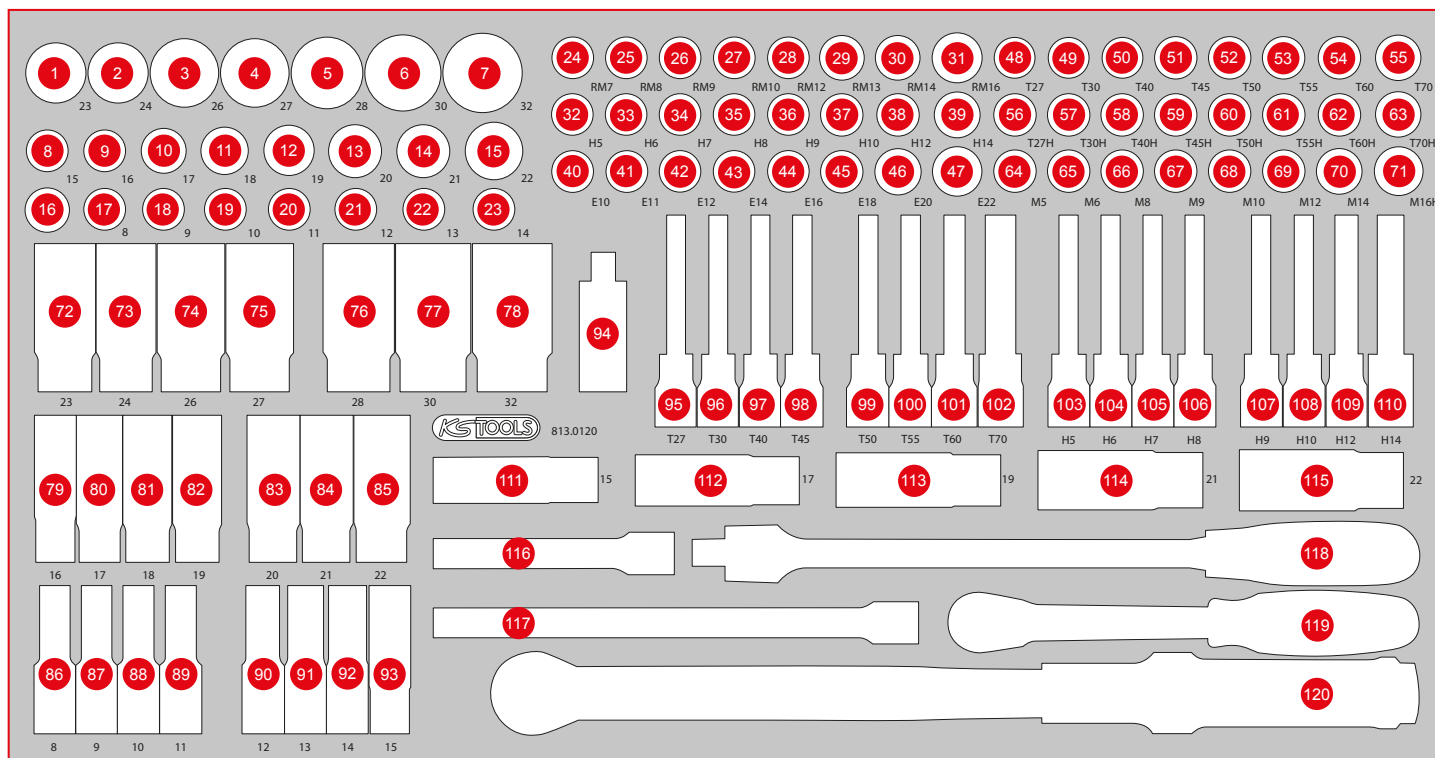 1 2 3 4 5 6 7
23 24 26 27 28 30 32
24 25 26 27 28 29 30 31 48 49 50 51 52 53 54 55
RM7 RM8 RM9 RM10 RM12 RM13 RM14 RM16 T27 T30 T40 T45 T50 T55 T60 T70
32 33 34 35 36 37 38 39 56 57 58 59 60 61 62 63
H5 H6 H7 H8 H9 H10 H12 H14 T27H T30H T40H T45H T50H T55H T60H T70H
8 9 10 11 12 13 14 15
15 16 17 18 19 20 21 22
40 41 42 43 44 45 46 47 64 65 66 67 68 69 70 71
E10 E11 E12 E14 E16 E18 E20 E22 M5 M6 M8 M9 M10 M12 M14 M16H
16 17 18 19 20 21 22 23
8 9 10 11 12 13 14
72 73 74 75 76 77 78
94
23 24 26 27 28 30 32
95 96 97 98 99 100 101 102 103 104 105 106 107 108 109 110
T27 T30 T40 T45 T50 T55 T60 T70 H5 H6 H7 H8 H9 H10 H12 H14
KS TOOLS 813.0120
79 80 81 82 83 84 85
111 15 112 17 113 19 114 21 115 22
16 17 18 19 20 21 22
116 118
117 119
86 87 88 89 90 91 92 93
120
8 9 10 11 12 13 14 15